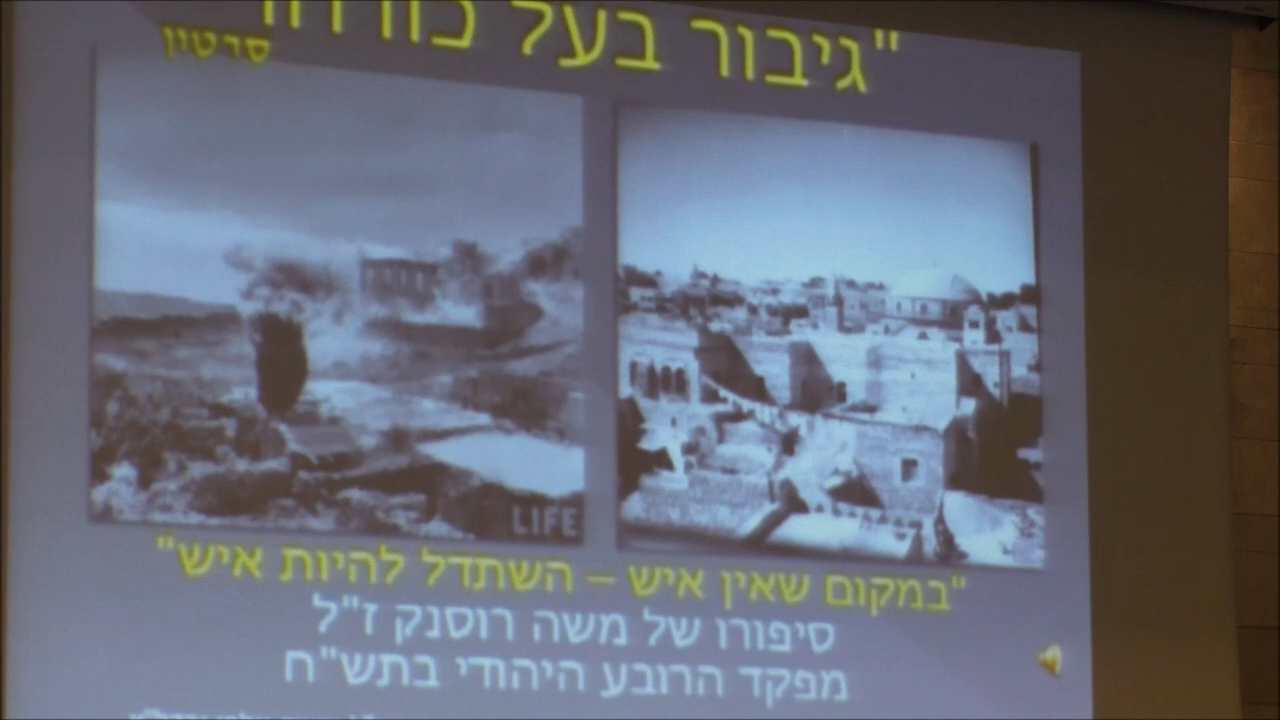 "גיבור בעל כורחו"
סרטון
LIFE
"במקום שאין איש – השתדל להיות איש"
סיפורו של משה רוסנק ז"ל
מפקד הרובע היהודי בתש"ח